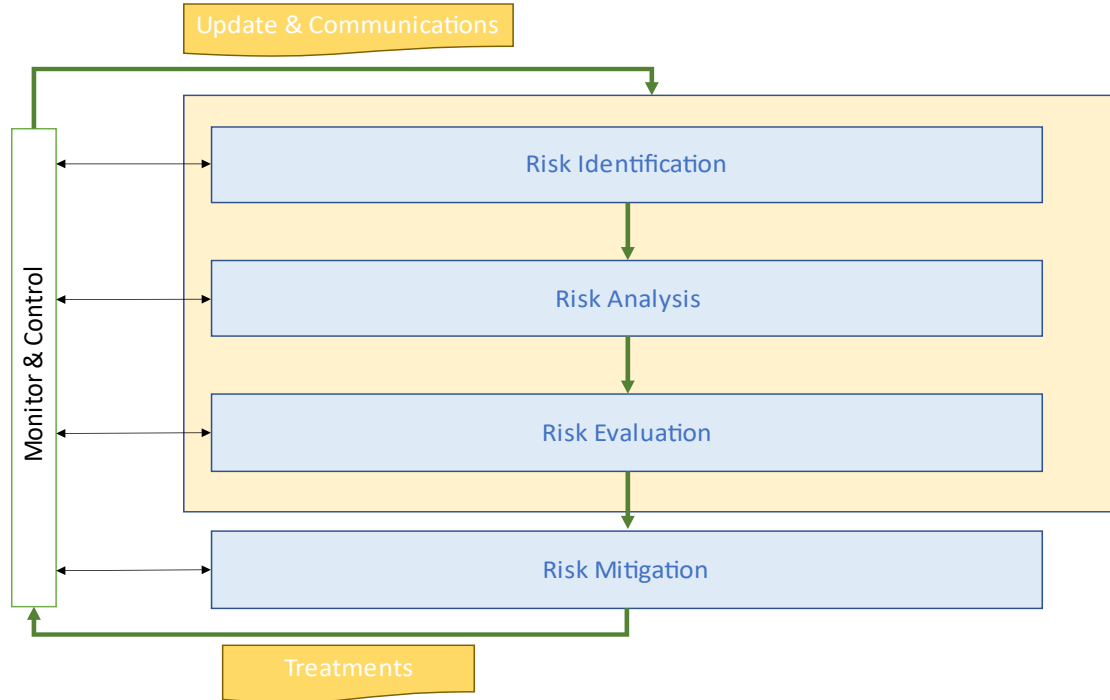 Update & Communications
Risk Identification
Risk Analysis
Monitor & Control
Risk Evaluation
Risk Mitigation
Treatments